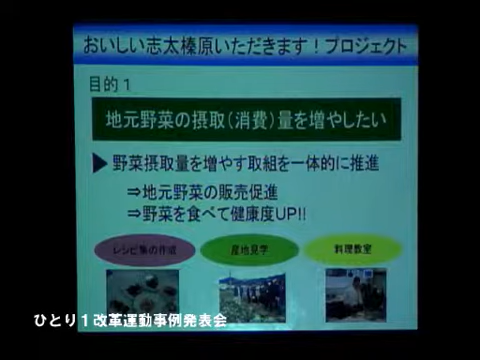 おいしい志太榛原いただきます！プロジェクト
目的１
地元野菜の摂取（消費）量を増やしたい
▶野菜摂取量を増やす取組を一体的に推進
⇒地元野菜の販売促進
⇒野菜を食べて健康度UP!!
レシピ集の作成　産地見学　料理教室
ひとり１改革運動事例発表会